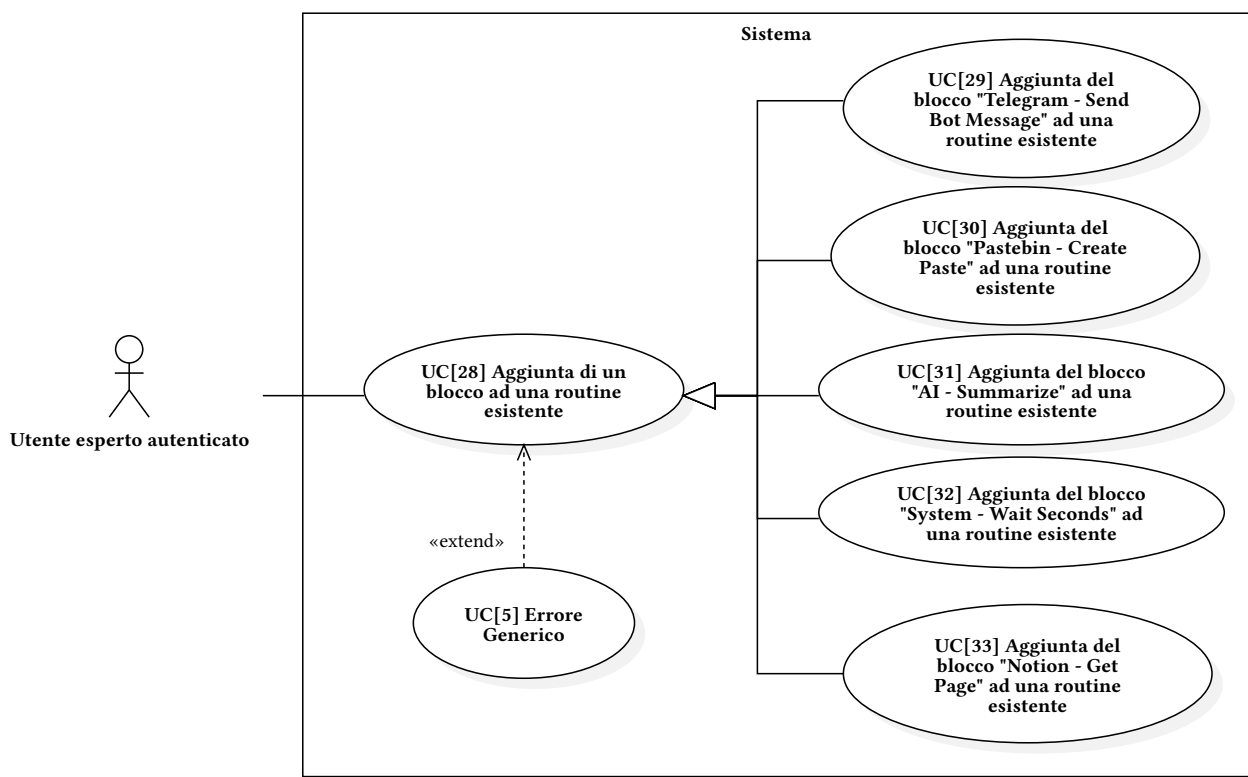 Sistema
UC[29] Aggiunta del
blocco "Telegram - Send
Bot Message" ad una
routine esistente
UC[30] Aggiunta del
blocco "Pastebin - Create
Paste" ad una routine
esistente
UC[28] Aggiunta di un
blocco ad una routine
esistente
UC[31] Aggiunta del blocco
"AI - Summarize" ad una
routine esistente
Utente esperto autenticato
UC[32] Aggiunta del blocco
"System - Wait Seconds" ad
una routine esistente
«extend»
UC[5] Errore
Generico
UC[33] Aggiunta del
blocco "Notion - Get
Page" ad una routine
esistente